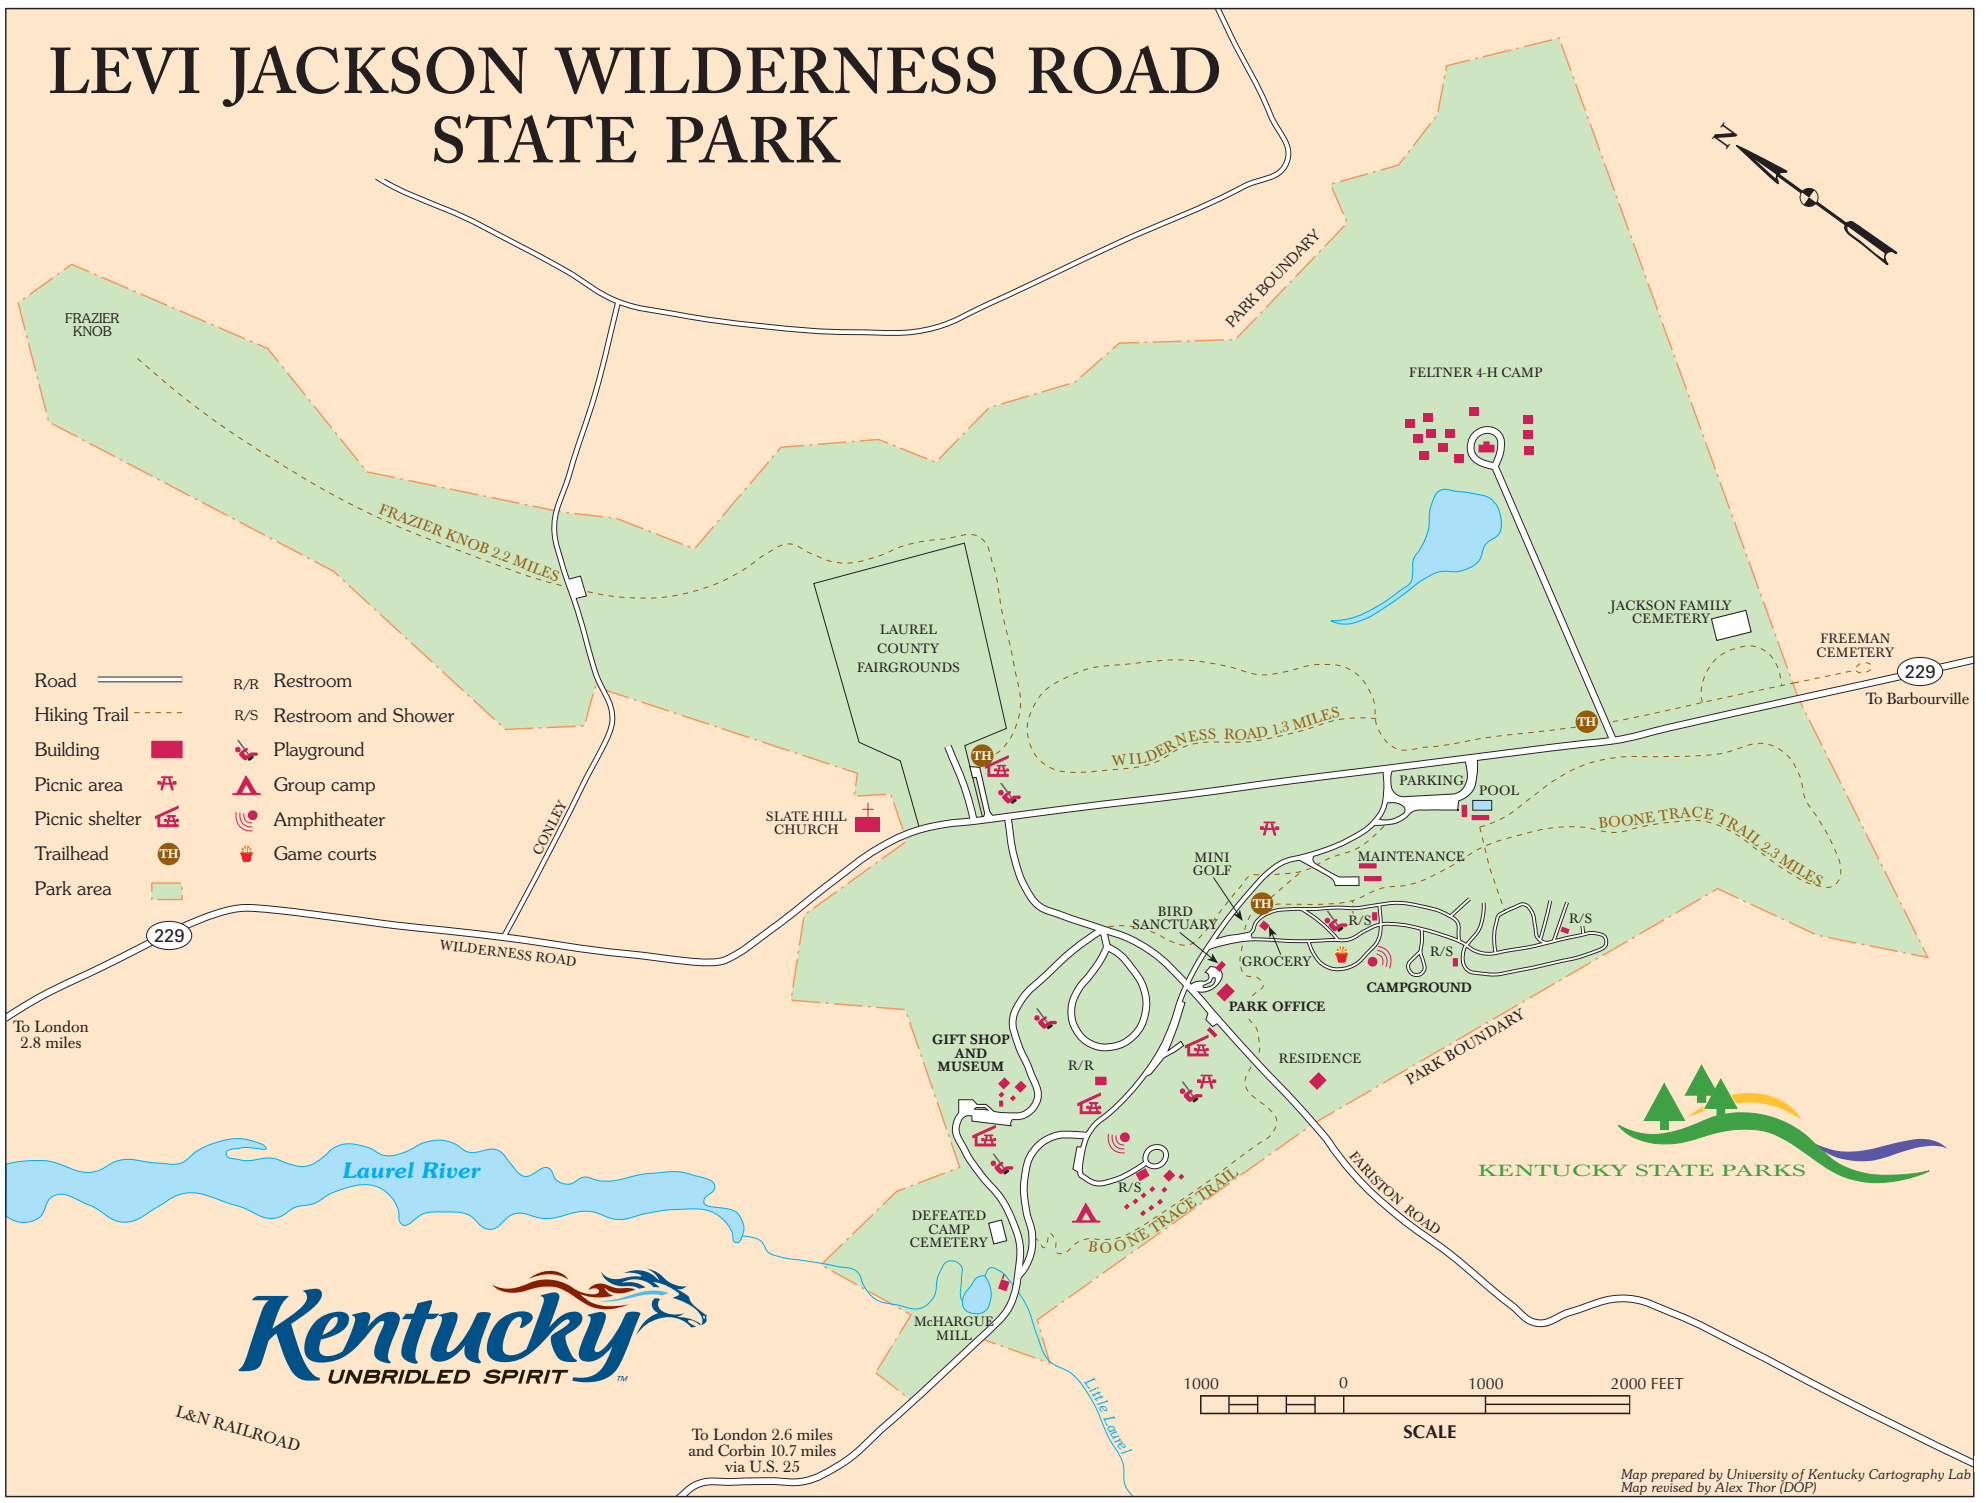 LEVI JACKSON WILDERNESS ROAD
STATE PARK
N
PARK BOUNDARY
FRAZIER
KNOB
FELTNER 4-H CAMP
FRAZIER KNOB 2.2 MILES
LAUREL
COUNTY
FAIRGROUNDS
JACKSON FAMILY
CEMETERY
FREEMAN
CEMETERY
229
To Barbourville
TH
TH
WILDERNESS ROAD 1.3 MILES
Road
Hiking Trail
Building
Picnic area
Picnic shelter
Trailhead
TH
Park area
R/R Restroom
R/S Restroom and Shower
Playground
Group camp
Amphitheater
Game courts
CONLEY
SLATE HILL
CHURCH
PARKING
POOL
BOONE TRACE TRAIL 2.3 MILES
MAINTENANCE
MINI
GOLF
TH
BIRD
SANCTUARY
R/S
R/S
R/S
GROCERY
CAMPGROUND
PARK OFFICE
229
WILDERNESS ROAD
To London
2.8 miles
GIFT SHOP
AND
MUSEUM
R/R
RESIDENCE
PARK BOUNDARY
KENTUCKY STATE PARKS
Laurel River
R/S
BOONE TRACE TRAIL
FARISTON ROAD
DEFEATED
CAMP
CEMETERY
McHARGUE
MILL
Kentucky
UNBRIDLED SPIRIT
TM
L&N RAILROAD
Little Laurel
To London 2.6 miles
and Corbin 10.7 miles
via U.S. 25
1000 0 1000 2000 FEET
SCALE
Map prepared by University of Kentucky Cartography Lab
Map revised by Alex Thor (DOP)